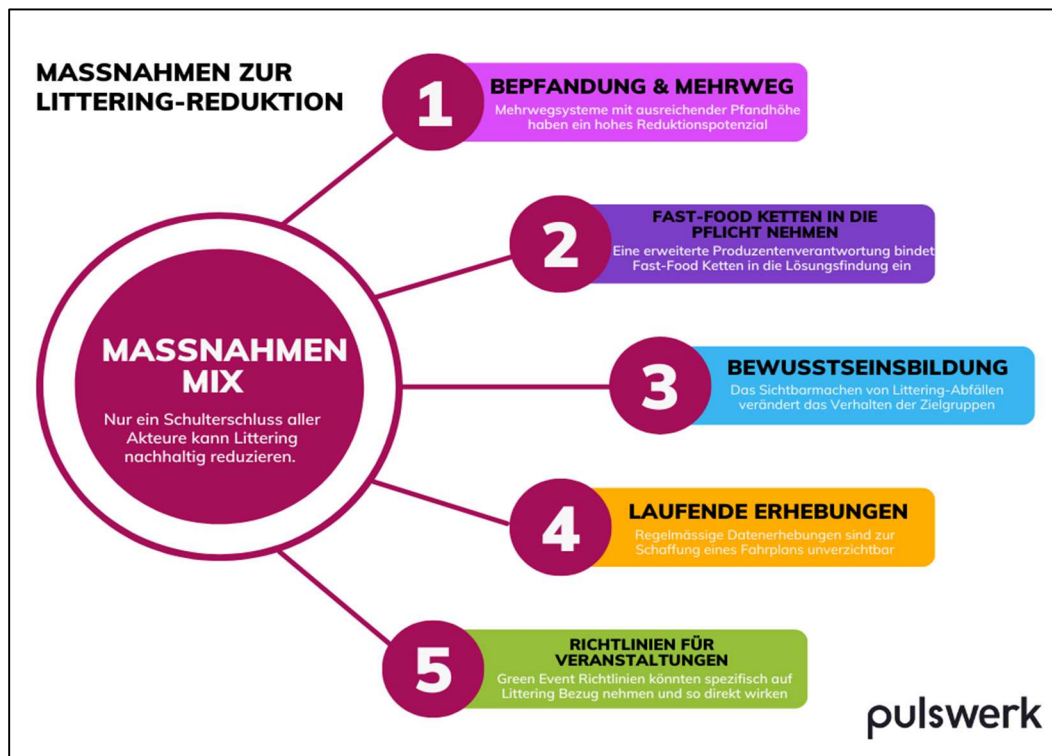 MASSNAHMEN ZUR
LITTERING-REDUKTION
1
BEPFANDUNG & MEHRWEG
Mehrwegsysteme mit ausreichender Pfandhöhe
haben ein hohes Reduktionspotenzial
2
FAST-FOOD KETTEN IN DIE
PFLICHT NEHMEN
Eine erweiterte Produzentenverantwortung bindet
Fast-Food Ketten in die Lösungsfindung ein
MASSNAHMEN
MIX
Nur ein Schulterschluss aller
Akteure kann Littering
nachhaltig reduzieren.
3
BEWUSSTSEINSBILDUNG
Das Sichtbarmachen von Littering-Abfällen
verändert das Verhalten der Zielgruppen
4
LAUFENDE ERHEBUNGEN
Regelmässige Datenerhebungen sind zur
Schaffung eines Fahrplans unverzichtbar
5
RICHTLINIEN FÜR
VERANSTALTUNGEN
Green Event Richtlinien könnten spezifisch auf
Littering Bezug nehmen und so direkt wirken
pulswerk